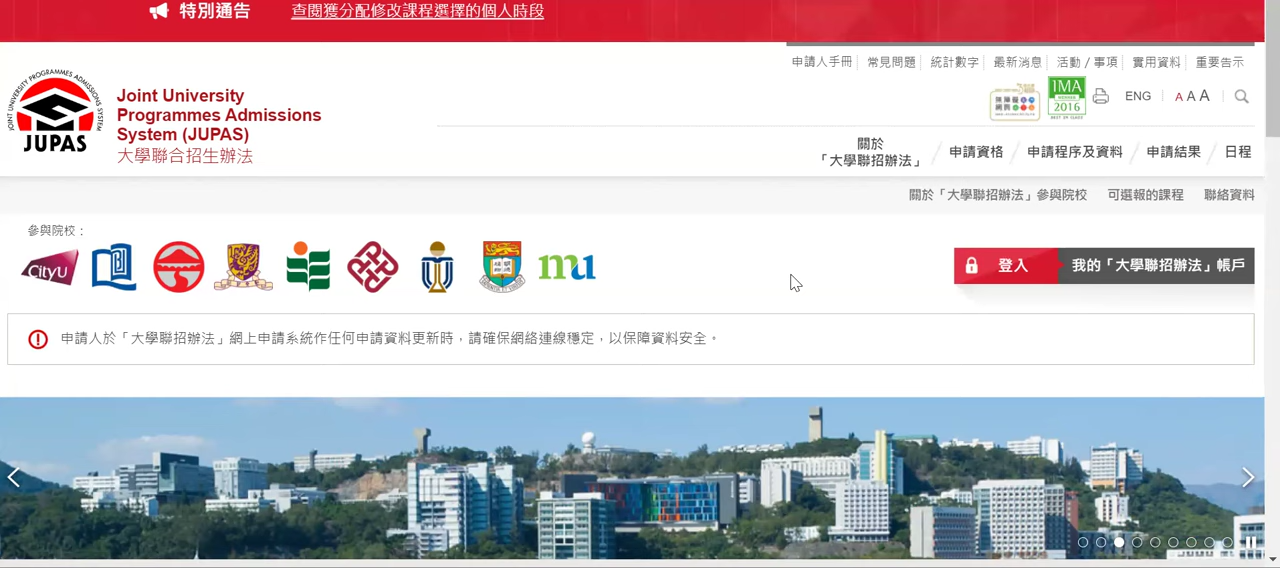 特別通告 查閱獲分配修改課程選擇的個人時段
申請人手冊 常見問題 統計數字 最新消息 活動 / 事項 實用資料 重要告示
JOINT UNIVERSITY PROGRAMMES ADMISSIONS SYSTEM
JUPAS
Joint University
Programmes Admissions
System (JUPAS)
大學聯合招生辦法
IMA
2016
ENG A A A
關於
「大學聯招辦法」 申請資格 申請程序及資料 申請結果 日程
關於「大學聯招辦法」參與院校 可選報的課程 聯絡資料
參與院校：
CityU
mu
登入 我的「大學聯招辦法」帳戶
申請人於「大學聯招辦法」網上申請系統作任何申請資料更新時，請確保網絡連線穩定，以保障資料安全。